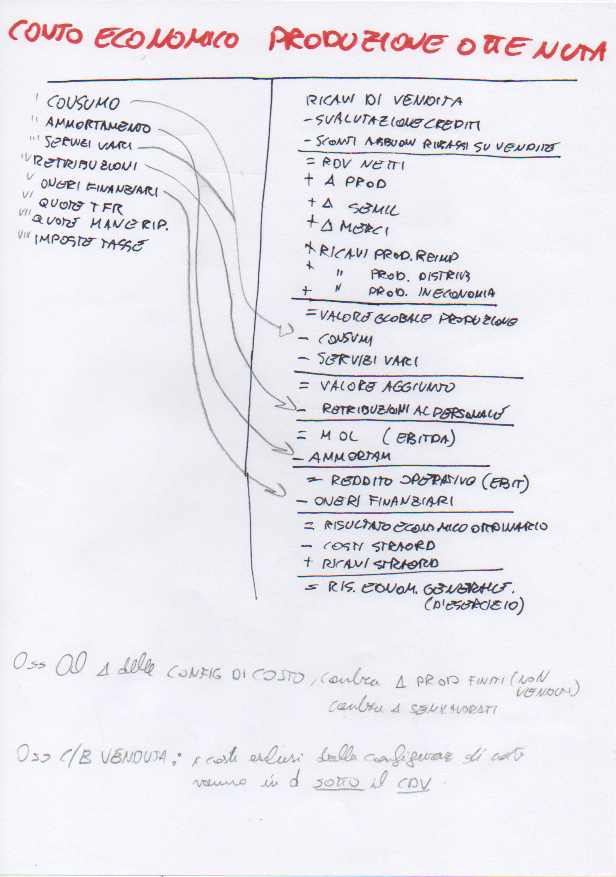 CONTO ECONOMICO PRODUZIONE OTTENUTA
I CONSUMO
II AMMORTAMENTO
III SERVIZI VARI
IV RETRIBUZIONI
V ONERI FINANZIARI
VI QUOTE TFR
VII QUOTE MAN E RIP.
VIII IMPOSTE TASSE
RICAVI DI VENDITA
- SVALUTAZIONE CREDITI
- SCONTI ABBUONI RIBASSI SU VENDITE
= RDV NETTI
+ Δ PROD
+ Δ SEMIL
+ Δ MERCI
+ RICAVI PROD. REIMP
+ " PROD. DISTRIB
+ " PROD. IN ECONOMIA
= VALORE GLOBALE PRODUZIONE
- CONSUMI
- SERVIZI VARI
= VALORE AGGIUNTO
- RETRIBUZIONI AL PERSONALE
= MOL (EBITDA)
- AMMORTAM
= REDDITO OPERATIVO (EBIT)
- ONERI FINANZIARI
= RISULTATO ECONOMICO ORDINARIO
- COSTI STRAORD
+ RICAVI STRAORD
= RIS. ECONOM. GENERALE.
(D'ESERCIZIO)
Oss Al Δ delle CONFIG DI COSTO, cambia Δ PROD FINITI (NON VENDUTI)
cambia Δ SEMILAVORATI
Oss C/E VENDUTA: i costi esclusi dalla configuraz di costo
vanno in d SOTTO il CDV